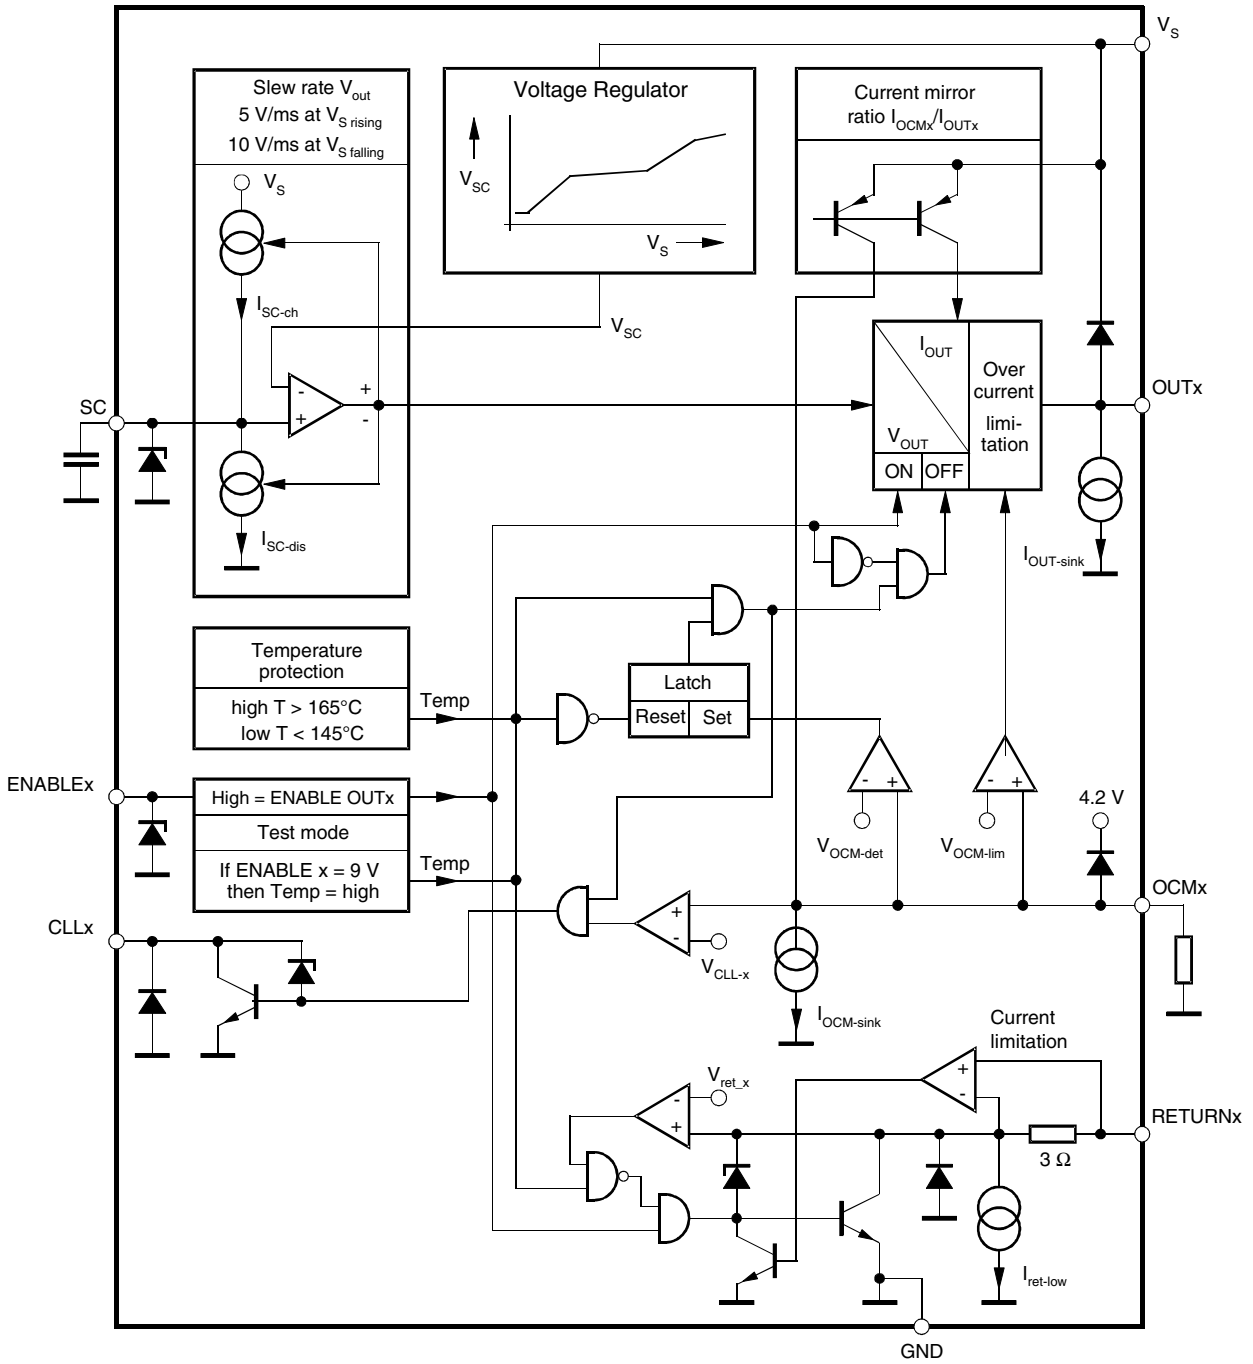 V_S
Slew rate V_out
5 V/ms at V_S rising
10 V/ms at V_S falling
V_S
I_SC-ch
SC
-
+
+
-
I_SC-dis
Voltage Regulator
V_SC
V_S
V_SC
Current mirror
ratio I_OCMx/I_OUTx
I_OUT
V_OUT
ON
OFF
Over
current
limi-
tation
OUTx
I_OUT-sink
Temperature
protection
high T > 165°C
low T < 145°C
Temp
Latch
Reset
Set
ENABLEx
High = ENABLE OUTx
Test mode
If ENABLE x = 9 V
then Temp = high
Temp
- +
V_OCM-det
- +
V_OCM-lim
4.2 V
OCMx
CLLx
+
-
V_CLL-x
I_OCM-sink
Current
limitation
+
-
V_ret_x
-
+
RETURNx
3 Ω
I_ret-low
GND